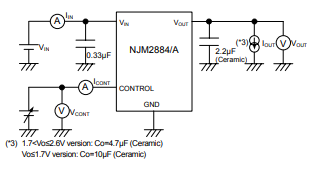 A IIN
VIN VOUT
VIN 0.33µF NJM2884/A 2.2µF (Ceramic) (*3) IOUT V VOUT
A ICONT CONTROL
V VCONT GND
(*3) 1.7<Vo≤2.6V version: Co=4.7µF (Ceramic)
Vo≤1.7V version: Co=10µF (Ceramic)